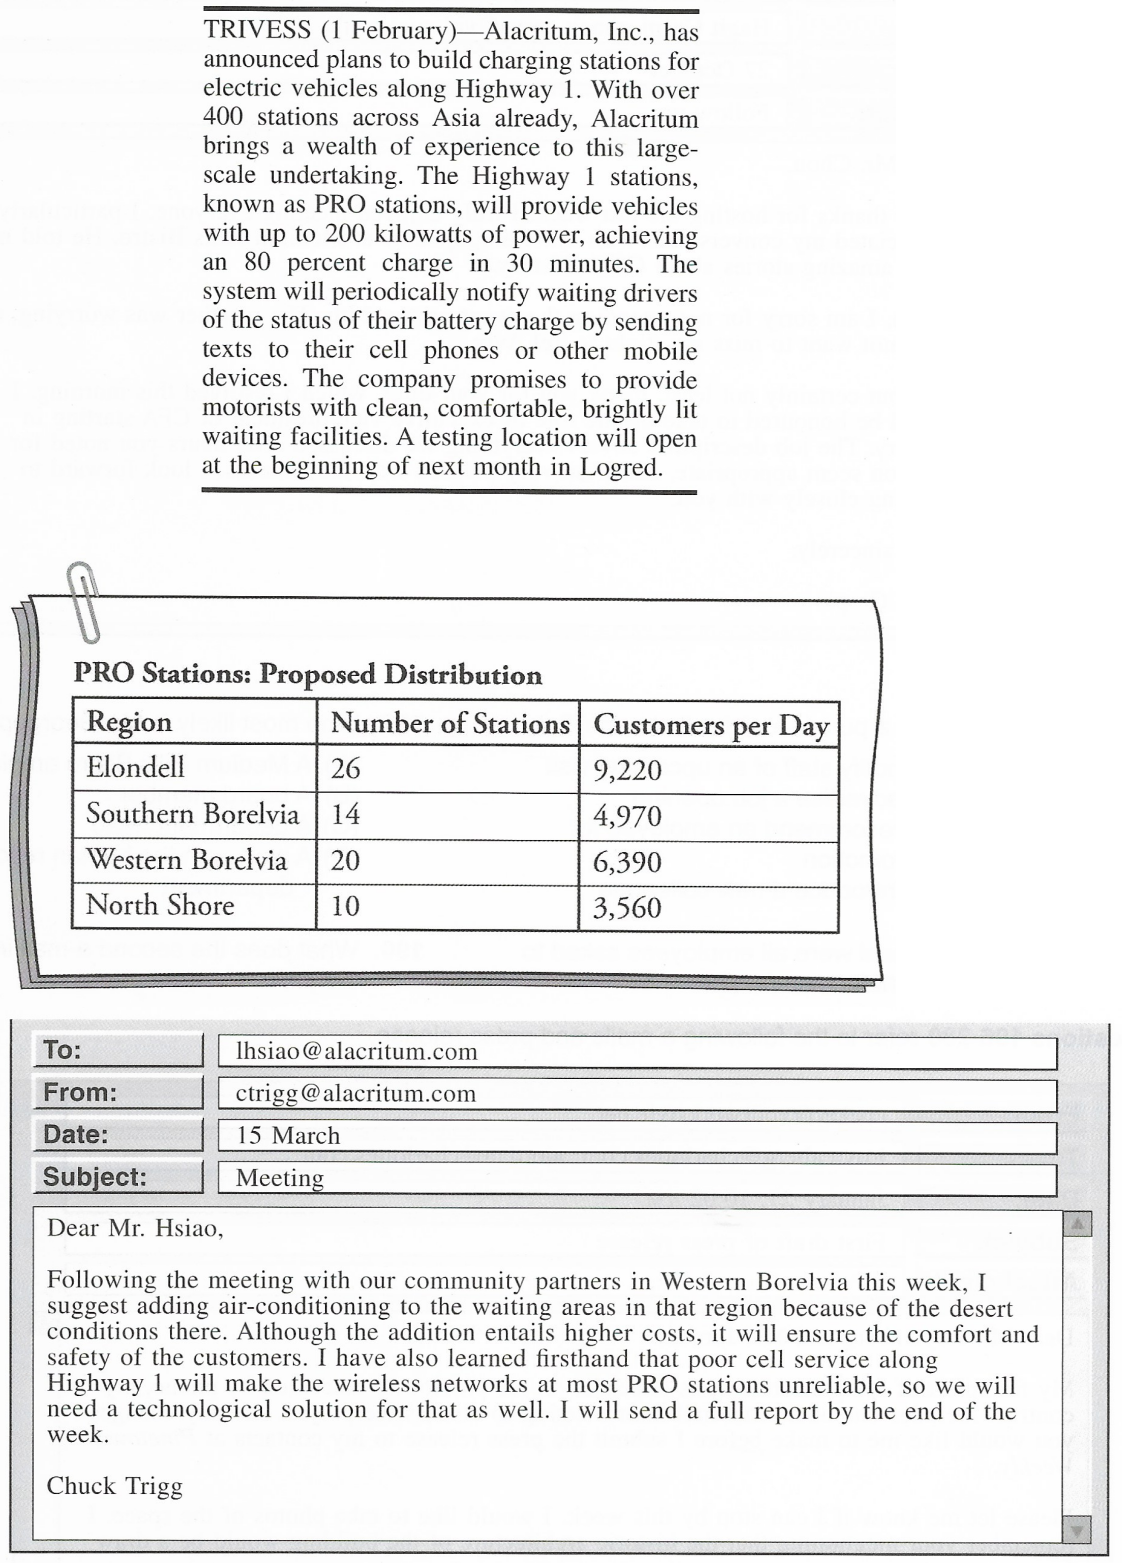 TRIVESS (1 February)—Alacritum, Inc., has
announced plans to build charging stations for
electric vehicles along Highway 1. With over
400 stations across Asia already, Alacritum
brings a wealth of experience to this large-
scale undertaking. The Highway 1 stations,
known as PRO stations, will provide vehicles
with up to 200 kilowatts of power, achieving
an 80 percent charge in 30 minutes. The
system will periodically notify waiting drivers
of the status of their battery charge by sending
texts to their cell phones or other mobile
devices. The company promises to provide
motorists with clean, comfortable, brightly lit
waiting facilities. A testing location will open
at the beginning of next month in Logred.
PRO Stations: Proposed Distribution
Region Number of Stations Customers per Day
Elondell 26 9,220
Southern Borelvia 14 4,970
Western Borelvia 20 6,390
North Shore 10 3,560
To: lhsiao@alacritum.com
From: ctrigg@alacritum.com
Date: 15 March
Subject: Meeting
Dear Mr. Hsiao,
Following the meeting with our community partners in Western Borelvia this week, I
suggest adding air-conditioning to the waiting areas in that region because of the desert
conditions there. Although the addition entails higher costs, it will ensure the comfort and
safety of the customers. I have also learned firsthand that poor cell service along
Highway 1 will make the wireless networks at most PRO stations unreliable, so we will
need a technological solution for that as well. I will send a full report by the end of the
week.
Chuck Trigg